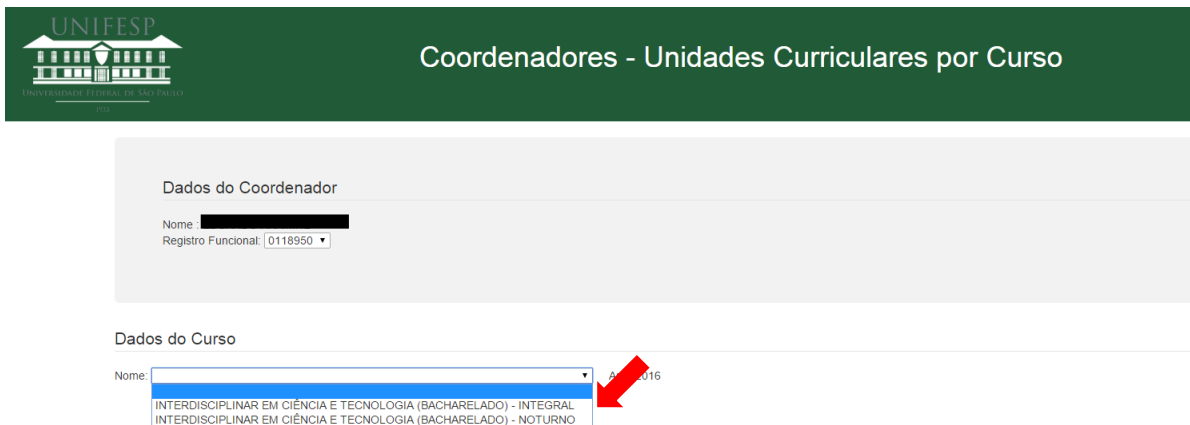 UNIFESP
UNIVERSIDADE FEDERAL DE SÃO PAULO
1933
Coordenadores - Unidades Curriculares por Curso
Dados do Coordenador
Nome :
Registro Funcional: 0118950
Dados do Curso
Nome: 2016
INTERDISCIPLINAR EM CIÊNCIA E TECNOLOGIA (BACHARELADO) - INTEGRAL
INTERDISCIPLINAR EM CIÊNCIA E TECNOLOGIA (BACHARELADO) - NOTURNO